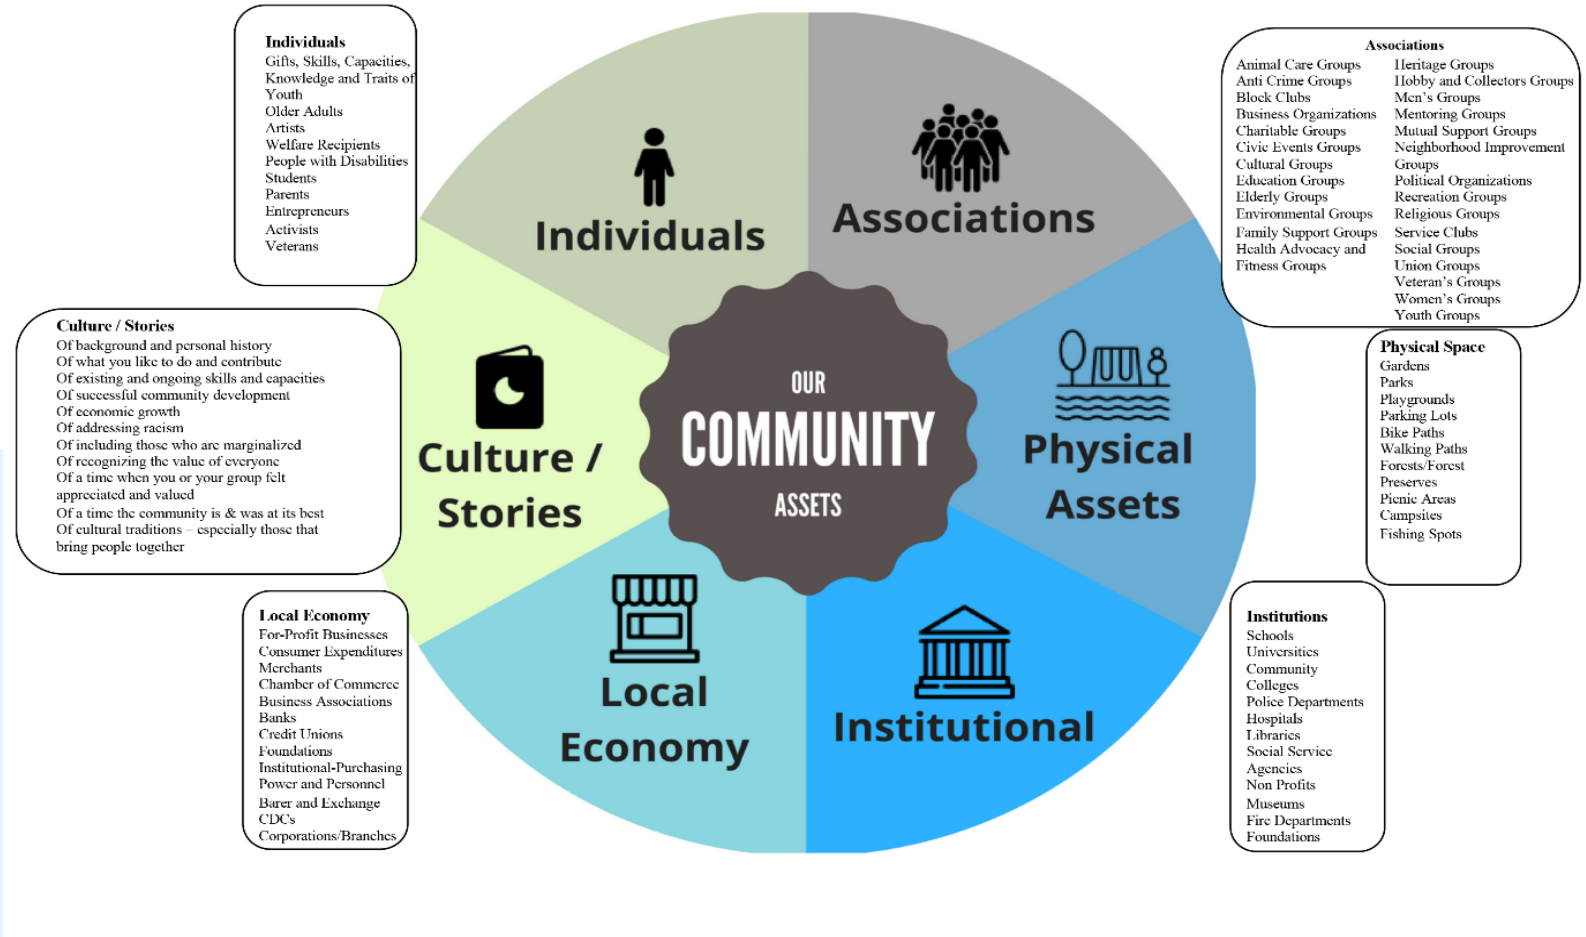 Individuals
Gifts, Skills, Capacities,
Knowledge and Traits of
Youth
Older Adults
Artists
Welfare Recipients
People with Disabilities
Students
Parents
Entrepreneurs
Activists
Veterans
Associations
Animal Care Groups
Anti Crime Groups
Block Clubs
Business Organizations
Charitable Groups
Civic Events Groups
Cultural Groups
Education Groups
Elderly Groups
Environmental Groups
Family Support Groups
Health Advocacy and
Fitness Groups
Heritage Groups
Hobby and Collectors Groups
Men's Groups
Mentoring Groups
Mutual Support Groups
Neighborhood Improvement
Groups
Political Organizations
Recreation Groups
Religious Groups
Service Clubs
Social Groups
Union Groups
Veteran's Groups
Women's Groups
Youth Groups
Individuals
Associations
Culture / Stories
Of background and personal history
Of what you like to do and contribute
Of existing and ongoing skills and capacities
Of successful community development
Of economic growth
Of addressing racism
Of including those who are marginalized
Of recognizing the value of everyone
Of a time when you or your group felt
appreciated and valued
Of a time the community is & was at its best
Of cultural traditions – especially those that
bring people together
Culture /
Stories
OUR
COMMUNITY
ASSETS
Physical
Assets
Physical Space
Gardens
Parks
Playgrounds
Parking Lots
Bike Paths
Walking Paths
Forests/Forest
Preserves
Picnic Areas
Campsites
Fishing Spots
Local Economy
For-Profit Businesses
Consumer Expenditures
Merchants
Chamber of Commerce
Business Associations
Banks
Credit Unions
Foundations
Institutional-Purchasing
Power and Personnel
Barer and Exchange
CDCs
Corporations/Branches
Local
Economy
Institutional
Institutions
Schools
Universities
Community
Colleges
Police Departments
Hospitals
Libraries
Social Service
Agencies
Non Profits
Museums
Fire Departments
Foundations